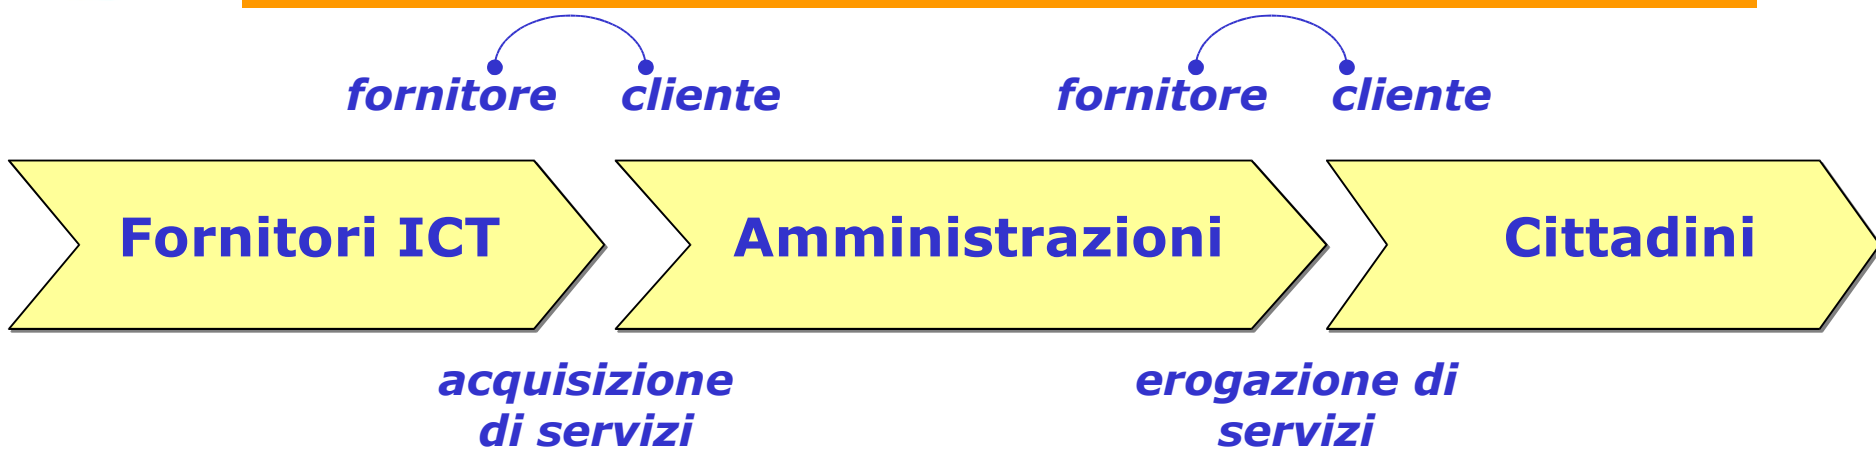 fornitore cliente fornitore cliente
Fornitori ICT Amministrazioni Cittadini
acquisizione
di servizi
erogazione di
servizi